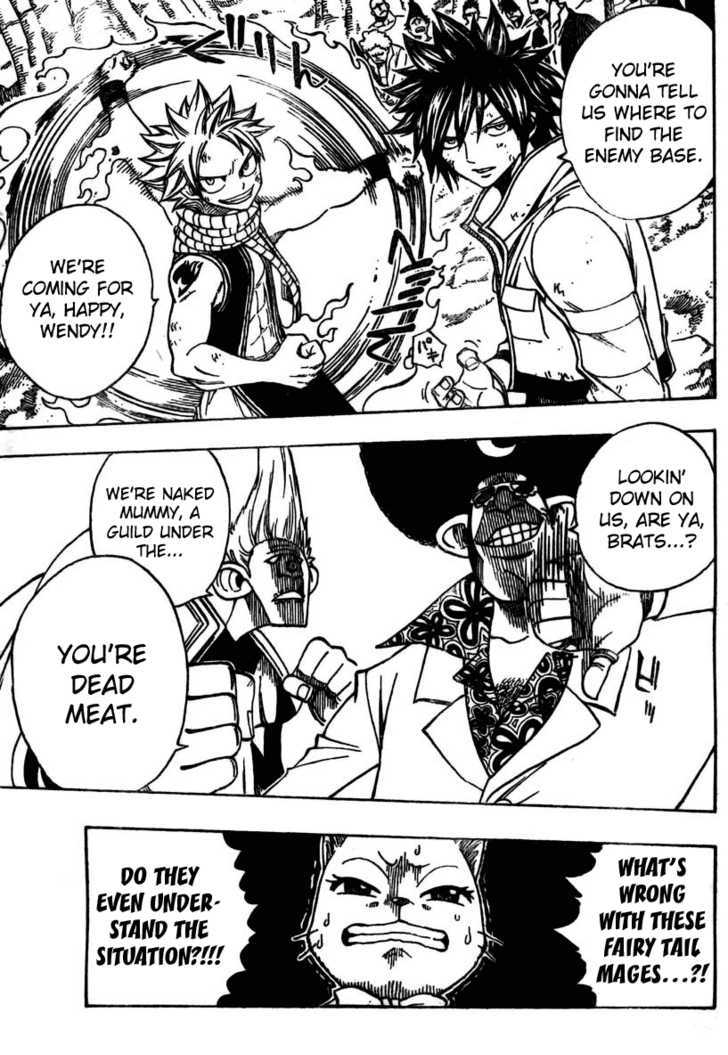 YOU'RE
GONNA TELL
US WHERE TO
FIND THE
ENEMY BASE.
WE'RE
COMING FOR
YA, HAPPY,
WENDY!!
パキ
LOOKIN'
DOWN ON
US, ARE YA,
BRATS...?
WE'RE NAKED
MUMMY, A
GUILD UNDER
THE...
YOU'RE
DEAD
MEAT.
WHAT'S
WRONG
WITH THESE
FAIRY TAIL
MAGES...?!
DO THEY
EVEN UNDER-
STAND THE
SITUATION?!!!